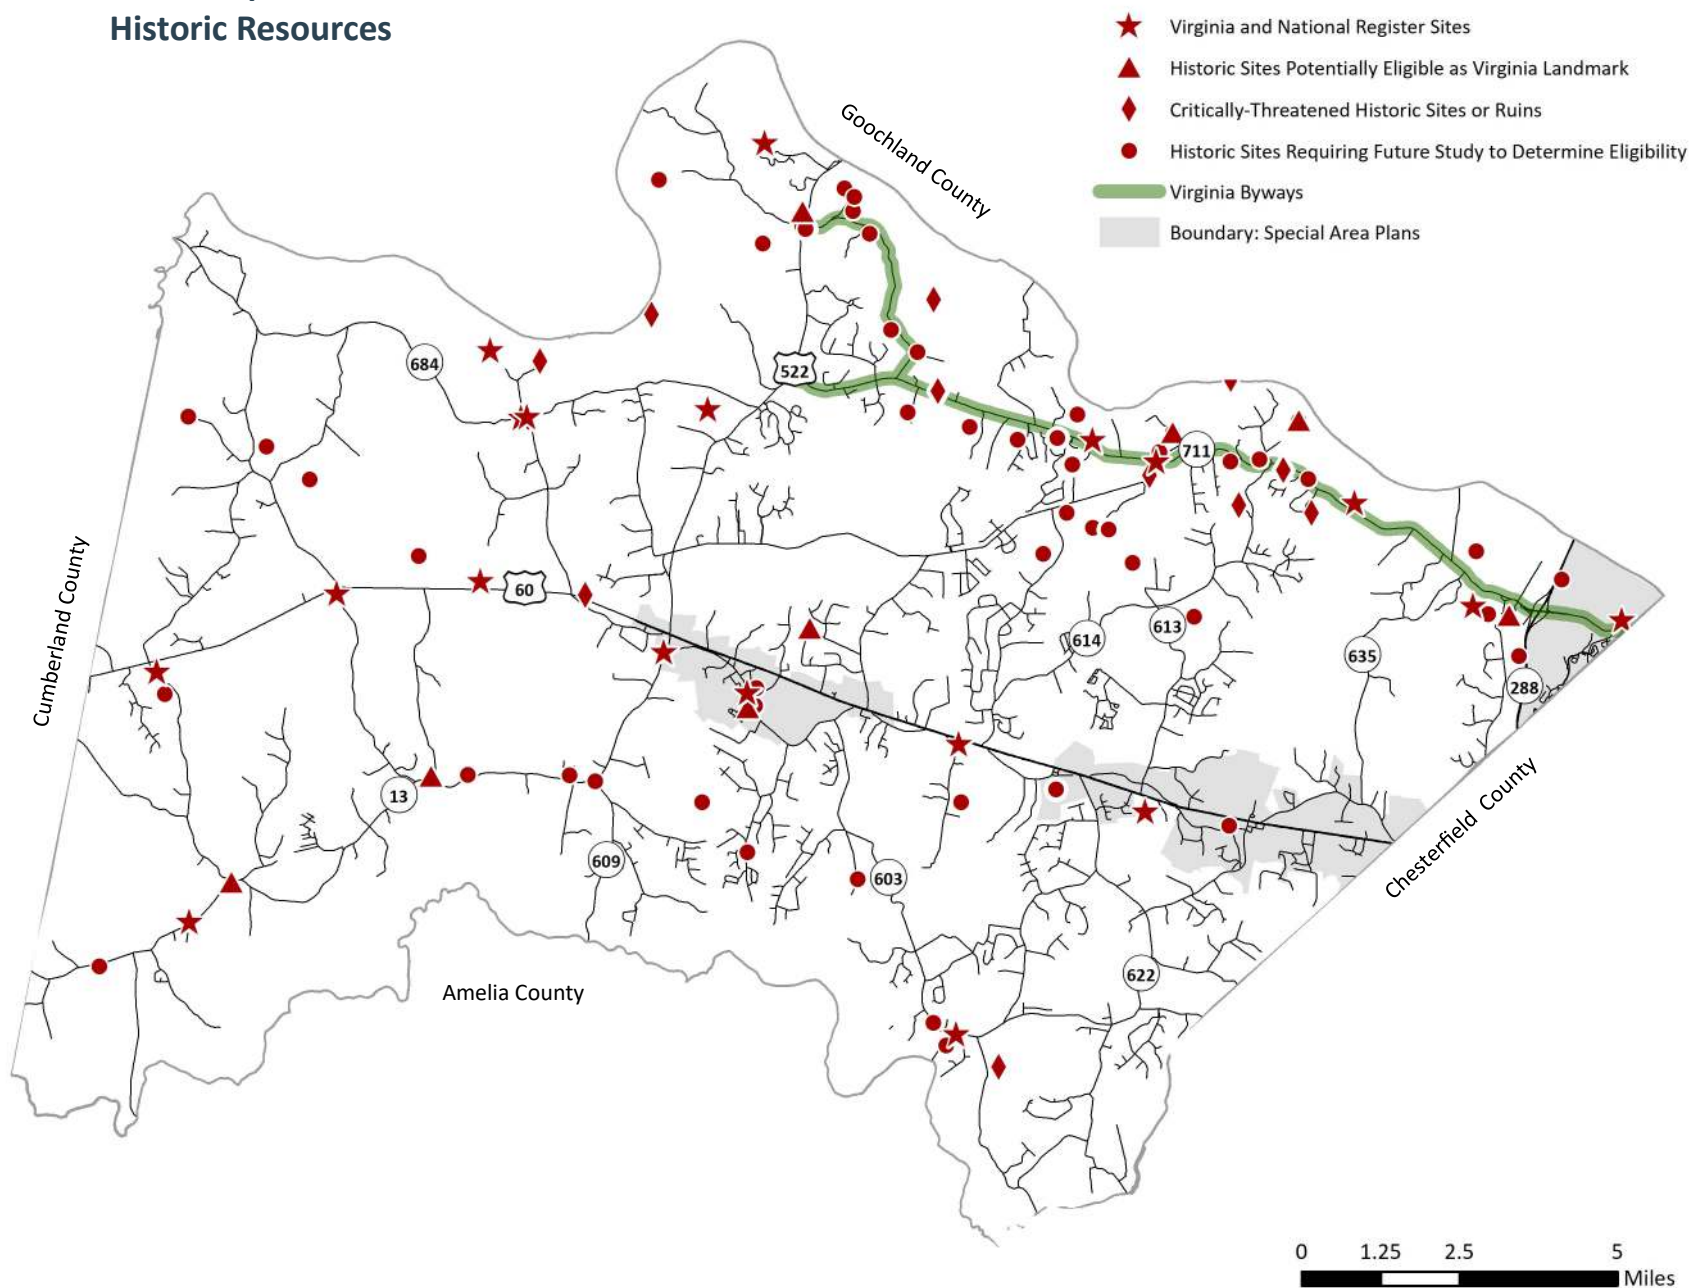 Historic Resources
Virginia and National Register Sites
Historic Sites Potentially Eligible as Virginia Landmark
Critically-Threatened Historic Sites or Ruins
Historic Sites Requiring Future Study to Determine Eligibility
Virginia Byways
Boundary: Special Area Plans
Goochland County
684
522
711
Cumberland County
60
614
613
635
288
13
609
603
Chesterfield County
622
Amelia County
0 1.25 2.5 5
Miles